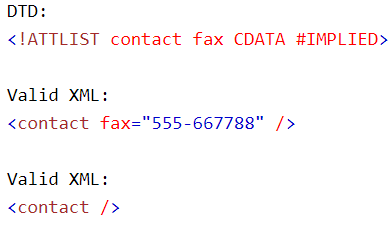 DTD:
<!ATTLIST contact fax CDATA #IMPLIED>
Valid XML:
<contact fax="555-667788" />
Valid XML:
<contact />